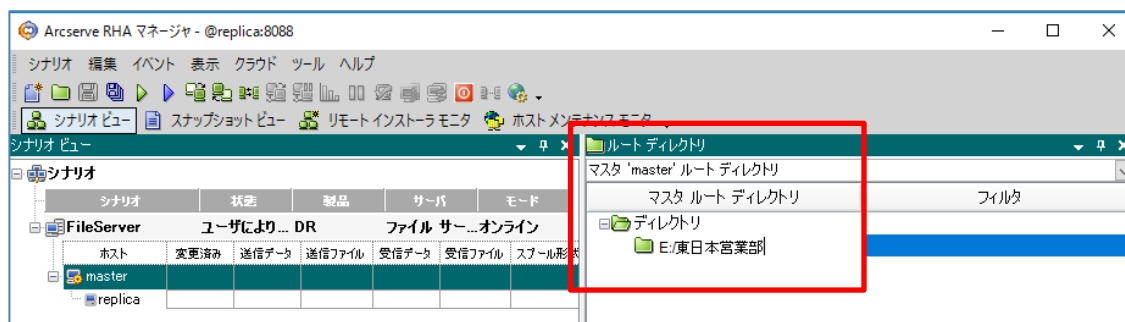 Arcserve RHA マネージャ - @replica:8088
シナリオ 編集 イベント 表示 クラウド ツール ヘルプ
シナリオ ビュー スナップショット ビュー リモート インストーラ モニタ ホスト メンテナンス モニタ
シナリオ ビュー
シナリオ
シナリオ 状態 製品 サーバ モード
FileServer ユーザにより... DR ファイル サー... オンライン
ホスト 変更済み 送信データ 送信ファイル 受信データ 受信ファイル スプール形式
master
replica
ルート ディレクトリ
マスタ 'master' ルート ディレクトリ
マスタ ルート ディレクトリ フィルタ
ディレクトリ
E:/東日本営業部